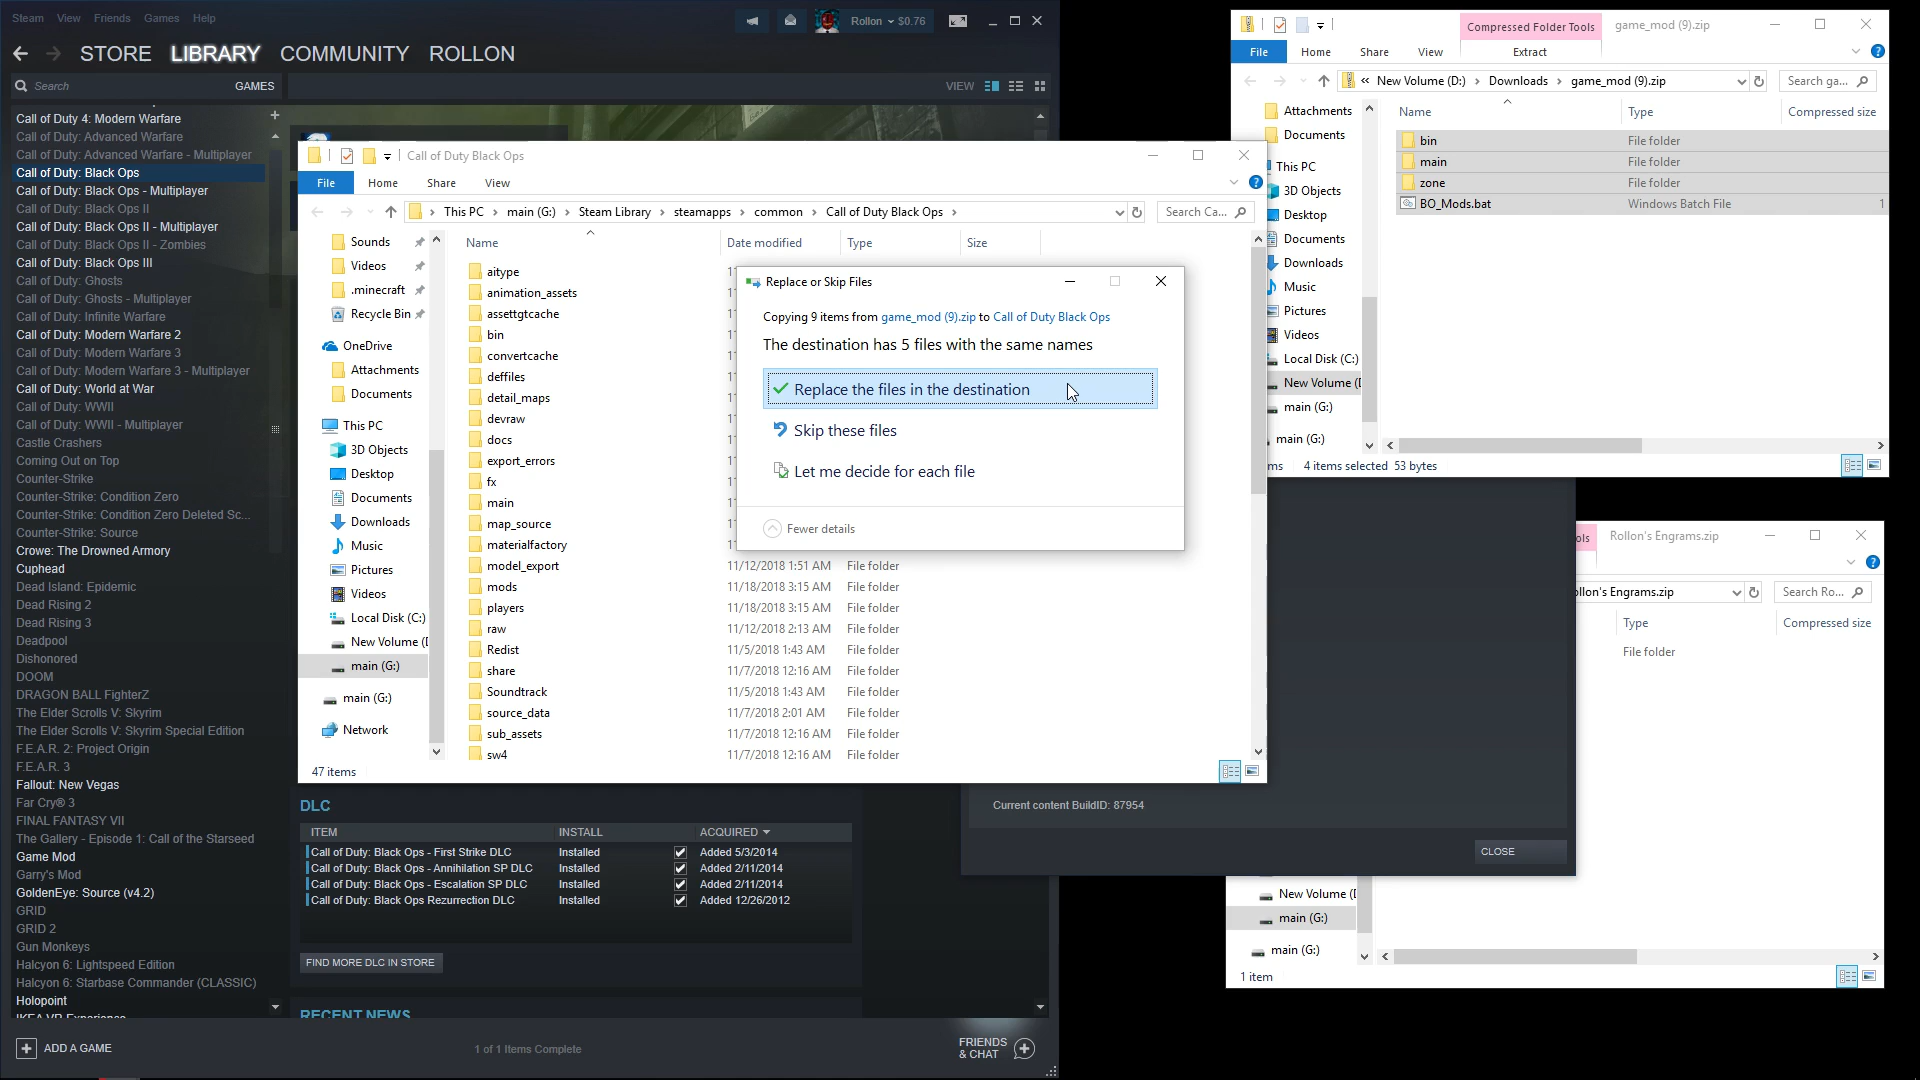 Steam View Friends Games Help
Rollon $0.76
STORE LIBRARY COMMUNITY ROLLON
Search
GAMES
VIEW
Call of Duty 4: Modern Warfare
Call of Duty: Advanced Warfare
Call of Duty: Advanced Warfare - Multiplayer
Call of Duty: Black Ops
Call of Duty: Black Ops - Multiplayer
Call of Duty: Black Ops II
Call of Duty: Black Ops II - Multiplayer
Call of Duty: Black Ops II - Zombies
Call of Duty: Black Ops III
Call of Duty: Ghosts
Call of Duty: Ghosts - Multiplayer
Call of Duty: Infinite Warfare
Call of Duty: Modern Warfare 2
Call of Duty: Modern Warfare 3
Call of Duty: Modern Warfare 3 - Multiplayer
Call of Duty: World at War
Call of Duty: WWII
Call of Duty: WWII - Multiplayer
Castle Crashers
Coming Out on Top
Counter-Strike
Counter-Strike: Condition Zero
Counter-Strike: Condition Zero Deleted Sc...
Counter-Strike: Source
Crowe: The Drowned Armory
Cuphead
Dead Island: Epidemic
Dead Rising 2
Dead Rising 3
Deadpool
Dishonored
DOOM
DRAGON BALL FighterZ
The Elder Scrolls V: Skyrim
The Elder Scrolls V: Skyrim Special Edition
F.E.A.R. 2: Project Origin
F.E.A.R. 3
Fallout: New Vegas
Far Cry® 3
FINAL FANTASY VII
The Gallery - Episode 1: Call of the Starseed
Game Mod
Garry's Mod
GoldenEye: Source (v4.2)
GRID
GRID 2
Gun Monkeys
Halcyon 6: Lightspeed Edition
Halcyon 6: Starbase Commander (CLASSIC)
Holopoint
IKEA VR Experience
ADD A GAME
1 of 1 Items Complete
FRIENDS
& CHAT
Call of Duty Black Ops
File Home Share View
This PC main (G:) Steam Library steamapps common Call of Duty Black Ops
Search Ca...
Sounds
Videos
.minecraft
Recycle Bin
OneDrive
Attachments
Documents
This PC
3D Objects
Desktop
Documents
Downloads
Music
Pictures
Videos
Local Disk (C:)
New Volume (
main (G:)
main (G:)
Network
Name Date modified Type Size
aitype
animation_assets
assettgtcache
bin
convertcache
deffiles
detail_maps
devraw
docs
export_errors
fx
main
map_source
materialfactory
model_export 11/12/2018 1:51 AM File folder
mods 11/18/2018 3:15 AM File folder
players 11/18/2018 3:15 AM File folder
raw 11/12/2018 2:13 AM File folder
Redist 11/5/2018 1:43 AM File folder
share 11/7/2018 12:16 AM File folder
Soundtrack 11/5/2018 1:43 AM File folder
source_data 11/7/2018 2:01 AM File folder
sub_assets 11/7/2018 12:16 AM File folder
sw4 11/7/2018 12:16 AM File folder
47 items
Replace or Skip Files
Copying 9 items from game_mod (9).zip to Call of Duty Black Ops
The destination has 5 files with the same names
Replace the files in the destination
Skip these files
Let me decide for each file
Fewer details
DLC
ITEM INSTALL ACQUIRED
Call of Duty: Black Ops - First Strike DLC Installed Added 5/3/2014
Call of Duty: Black Ops - Annihilation SP DLC Installed Added 2/11/2014
Call of Duty: Black Ops - Escalation SP DLC Installed Added 2/11/2014
Call of Duty: Black Ops Rezurrection DLC Installed Added 12/26/2012
FIND MORE DLC IN STORE
RECENT NEWS
Current content BuildID: 87954
CLOSE
Compressed Folder Tools game_mod (9).zip
File Home Share View Extract
« New Volume (D:) Downloads game_mod (9).zip
Search ga...
Attachments
Documents
This PC
3D Objects
Desktop
Documents
Downloads
Music
Pictures
Videos
Local Disk (C:)
New Volume (
main (G:)
main (G:)
Name Type Compressed size
bin File folder
main File folder
zone File folder
BO_Mods.bat Windows Batch File 1
ms 4 items selected 53 bytes
ols Rollon's Engrams.zip
ollon's Engrams.zip
Search Ro...
Type Compressed size
File folder
New Volume (
main (G:)
main (G:)
1 item